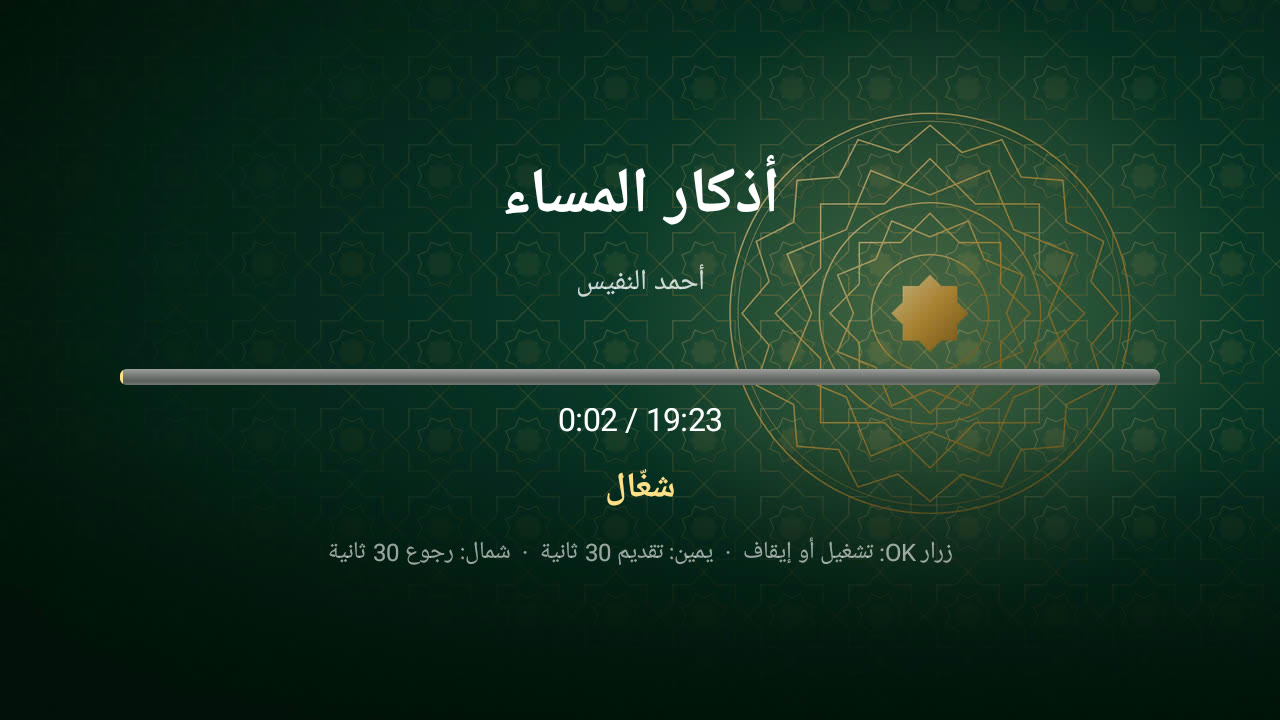 أذكار المساء
أحمد النفيس
0:02 / 19:23
شغّال
زرار OK: تشغيل أو إيقاف · يمين: تقديم 30 ثانية · شمال: رجوع 30 ثانية